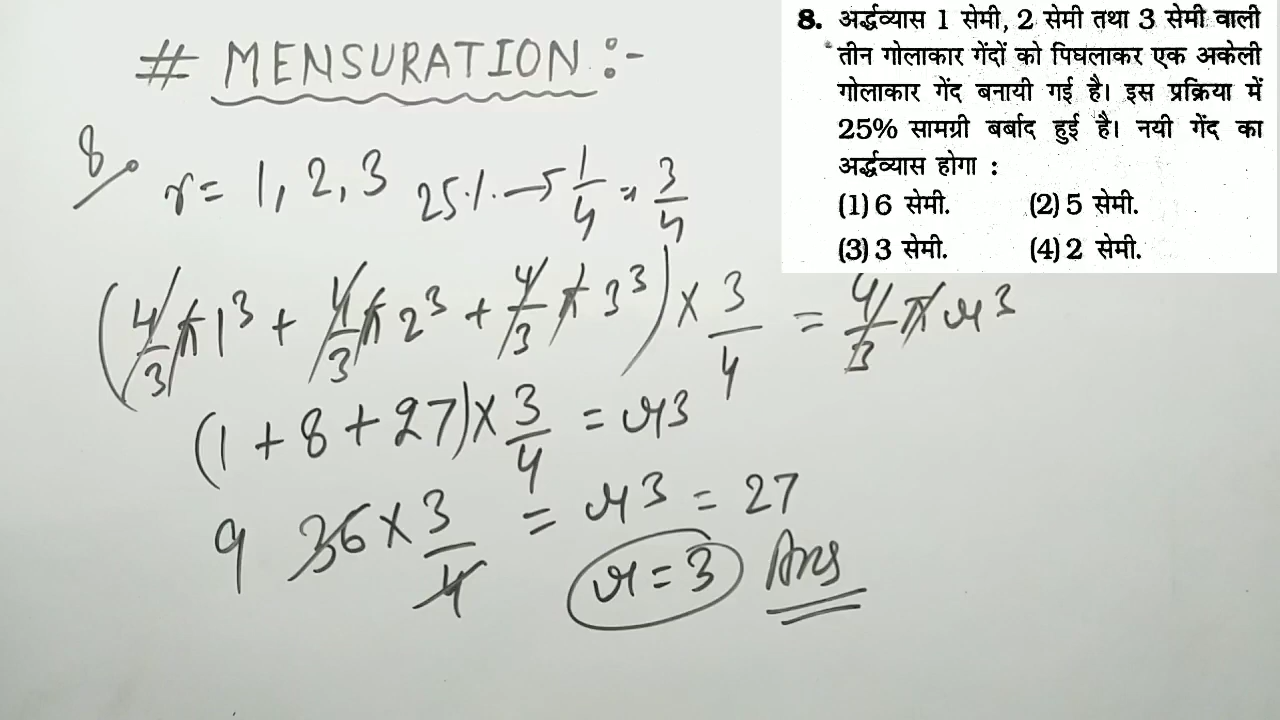 # MENSURATION :-
8. अर्द्धव्यास 1 सेमी, 2 सेमी तथा 3 सेमी वाली
तीन गोलाकार गेंदों को पिघलाकर एक अकेली
गोलाकार गेंद बनायी गई है। इस प्रक्रिया में
25% सामग्री बर्बाद हुई है। नयी गेंद का
अर्द्धव्यास होगा :
(1) 6 सेमी. (2) 5 सेमी.
(3) 3 सेमी. (4) 2 सेमी.
8. r = 1, 2, 3 25% → 1/4 = 3/4
(4/3 π 1³ + 4/3 π 2³ + 4/3 π 3³) × 3/4 = 4/3 π r³
(1 + 8 + 27) × 3/4 = r³
9 36 × 3/4 = r³ = 27
r = 3 Ans